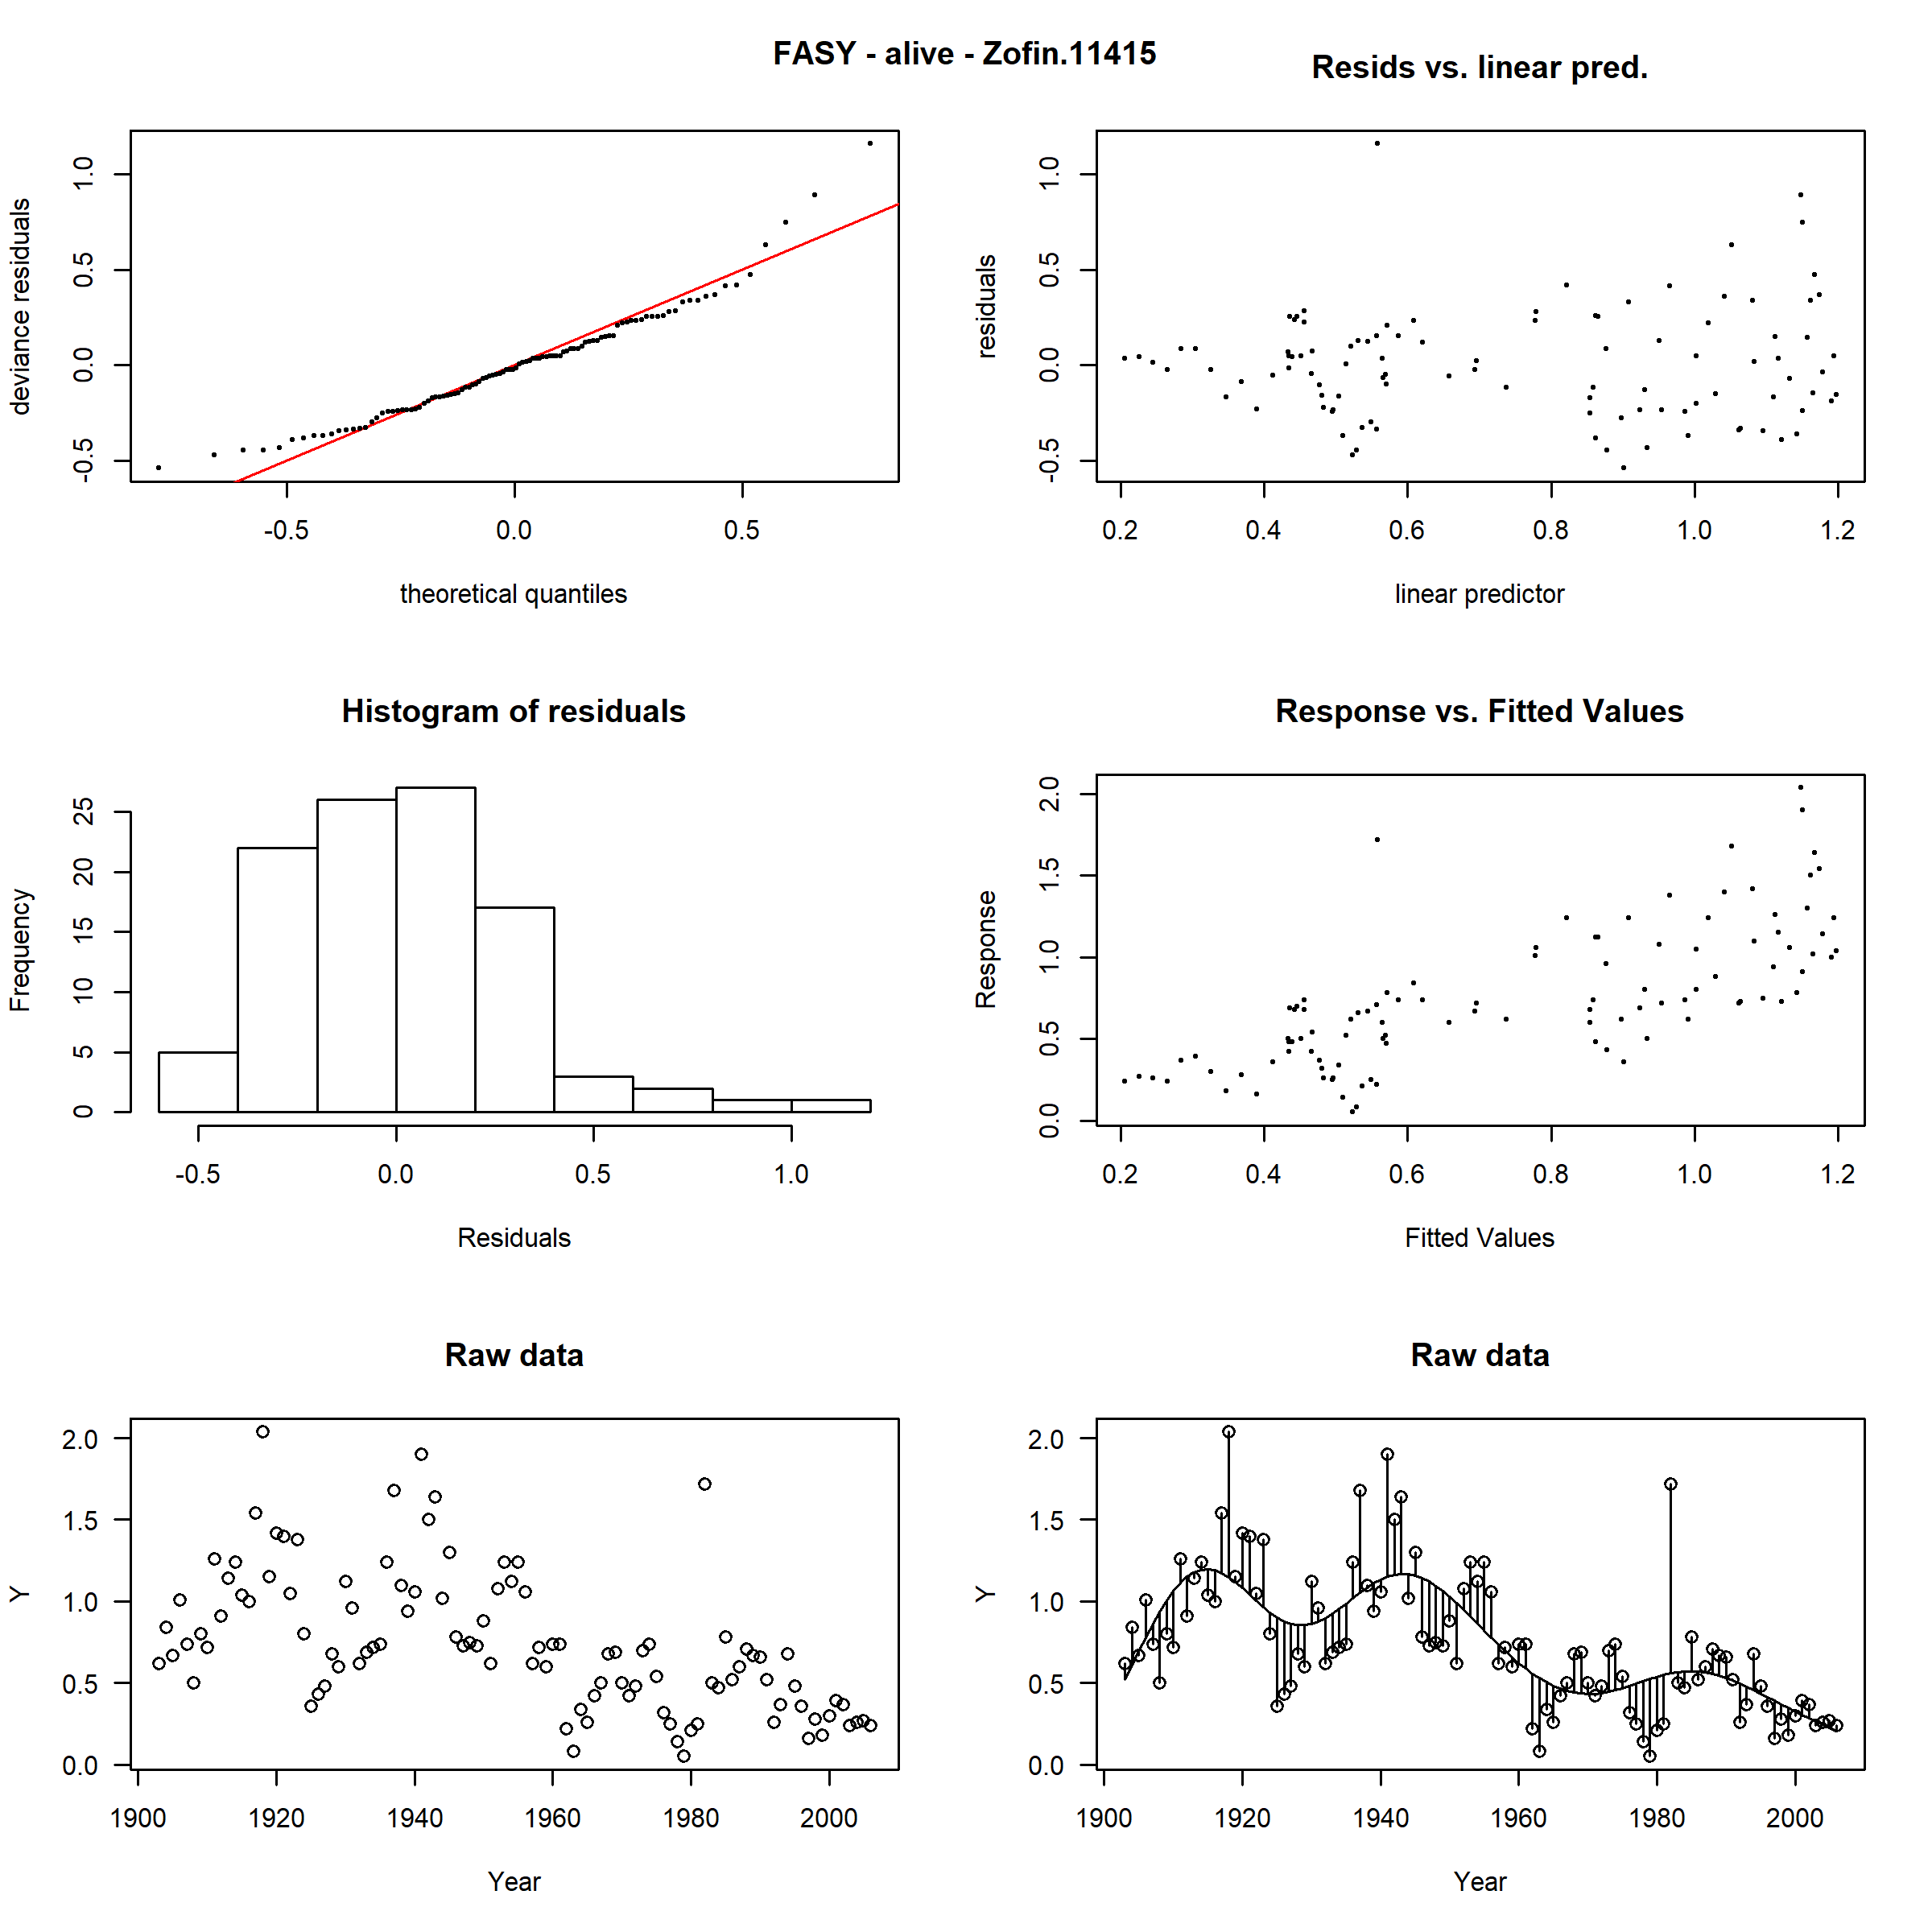 FASY - alive - Zofin.11415
Resids vs. linear pred.
deviance residuals
-0.5 0.0 0.5 1.0
-0.5 0.0 0.5
theoretical quantiles
residuals
-0.5 0.0 0.5 1.0
0.2 0.4 0.6 0.8 1.0 1.2
linear predictor
Histogram of residuals
Frequency
0 5 10 15 20 25
-0.5 0.0 0.5 1.0
Residuals
Response vs. Fitted Values
Response
0.0 0.5 1.0 1.5 2.0
0.2 0.4 0.6 0.8 1.0 1.2
Fitted Values
Raw data
Y
2.0
1.5
1.0
0.5
0.0
1900 1920 1940 1960 1980 2000
Year
Raw data
Y
2.0
1.5
1.0
0.5
0.0
1900 1920 1940 1960 1980 2000
Year